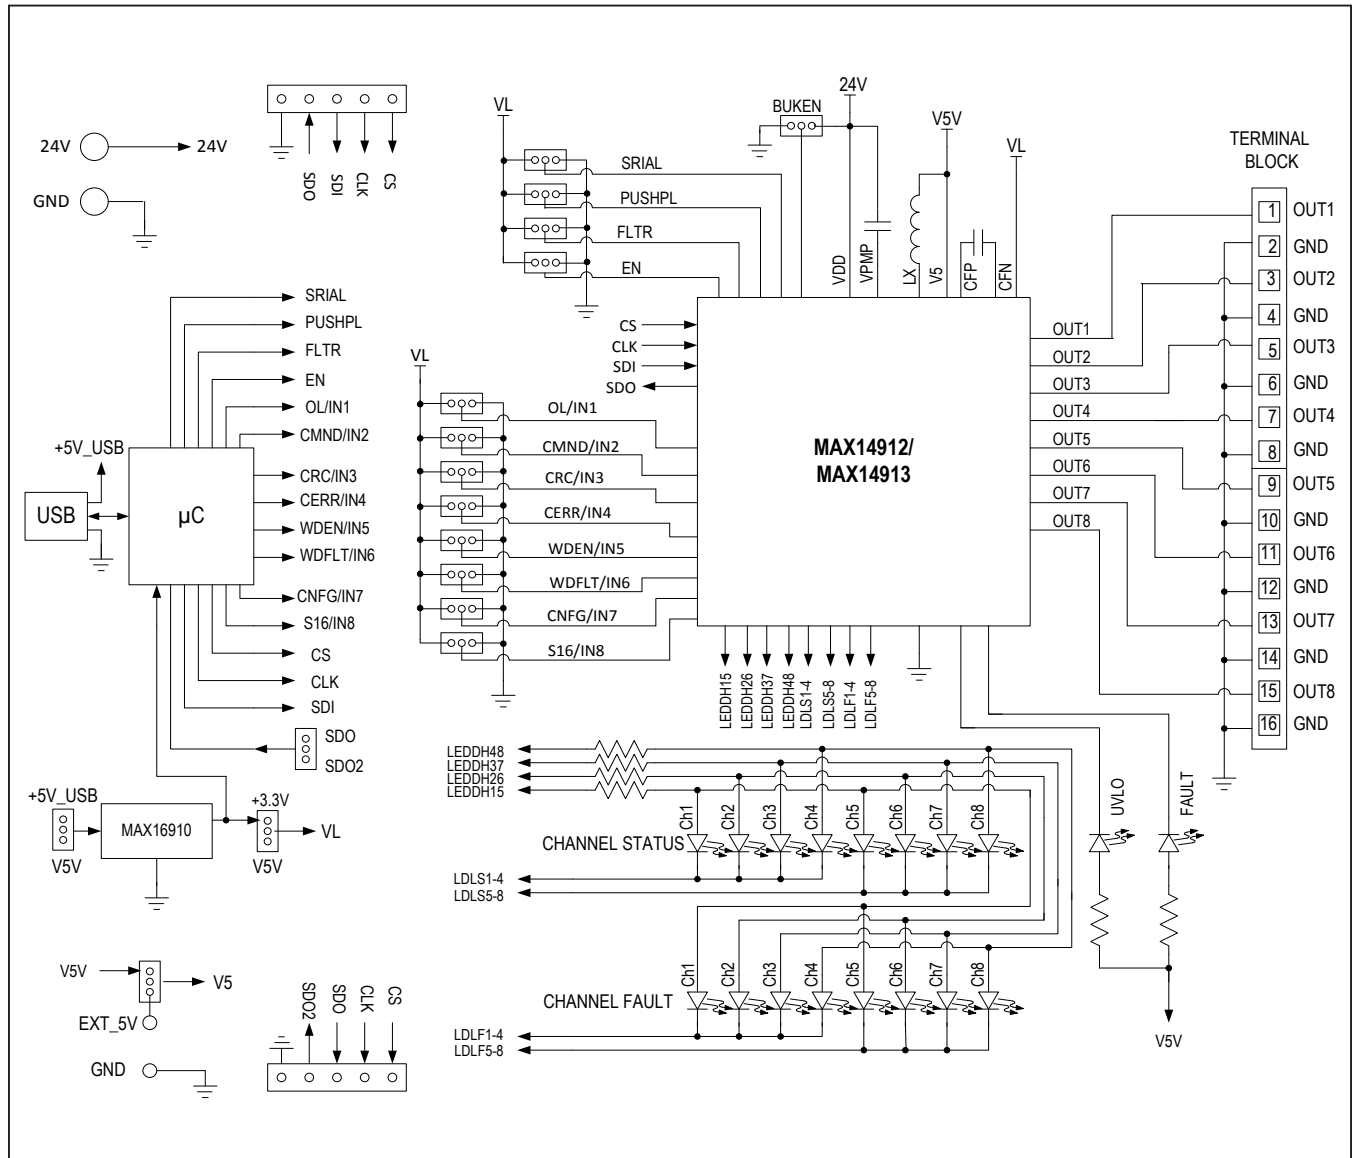 24V
24V
GND
SDO
SDI
CLK
CS
VL
SRIAL
PUSHPL
FLTR
EN
BUKEN
24V
V5V
VL
VDD
VPMP
LX
V5
CFP
CFN
TERMINAL
BLOCK
1 OUT1
2 GND
3 OUT2
4 GND
5 OUT3
6 GND
7 OUT4
8 GND
9 OUT5
10 GND
11 OUT6
12 GND
13 OUT7
14 GND
15 OUT8
16 GND
SRIAL
PUSHPL
FLTR
EN
OL/IN1
CMND/IN2
CRC/IN3
CERR/IN4
WDEN/IN5
WDFLT/IN6
CNFG/IN7
S16/IN8
CS
CLK
SDI
SDO
SDO2
+5V_USB
USB
µC
VL
OL/IN1
CMND/IN2
CRC/IN3
CERR/IN4
WDEN/IN5
WDFLT/IN6
CNFG/IN7
S16/IN8
CS
CLK
SDI
SDO
MAX14912/
MAX14913
OUT1
OUT2
OUT3
OUT4
OUT5
OUT6
OUT7
OUT8
LEDDH15
LEDDH26
LEDDH37
LEDDH48
LDLS1-4
LDLS5-8
LDLF1-4
LDLF5-8
+5V_USB
V5V
MAX16910
+3.3V
V5V
VL
LEDDH48
LEDDH37
LEDDH26
LEDDH15
Ch1
Ch2
Ch3
Ch4
Ch5
Ch6
Ch7
Ch8
CHANNEL STATUS
LDLS1-4
LDLS5-8
UVLO
FAULT
V5V
Ch1
Ch2
Ch3
Ch4
Ch5
Ch6
Ch7
Ch8
CHANNEL FAULT
LDLF1-4
LDLF5-8
V5V
V5
EXT_5V
GND
SDO2
SDO
CLK
CS